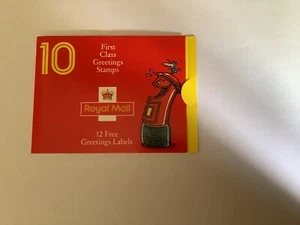 10
First
Class
Greetings
Stamps
Royal Mail
12 Free
Greetings Labels